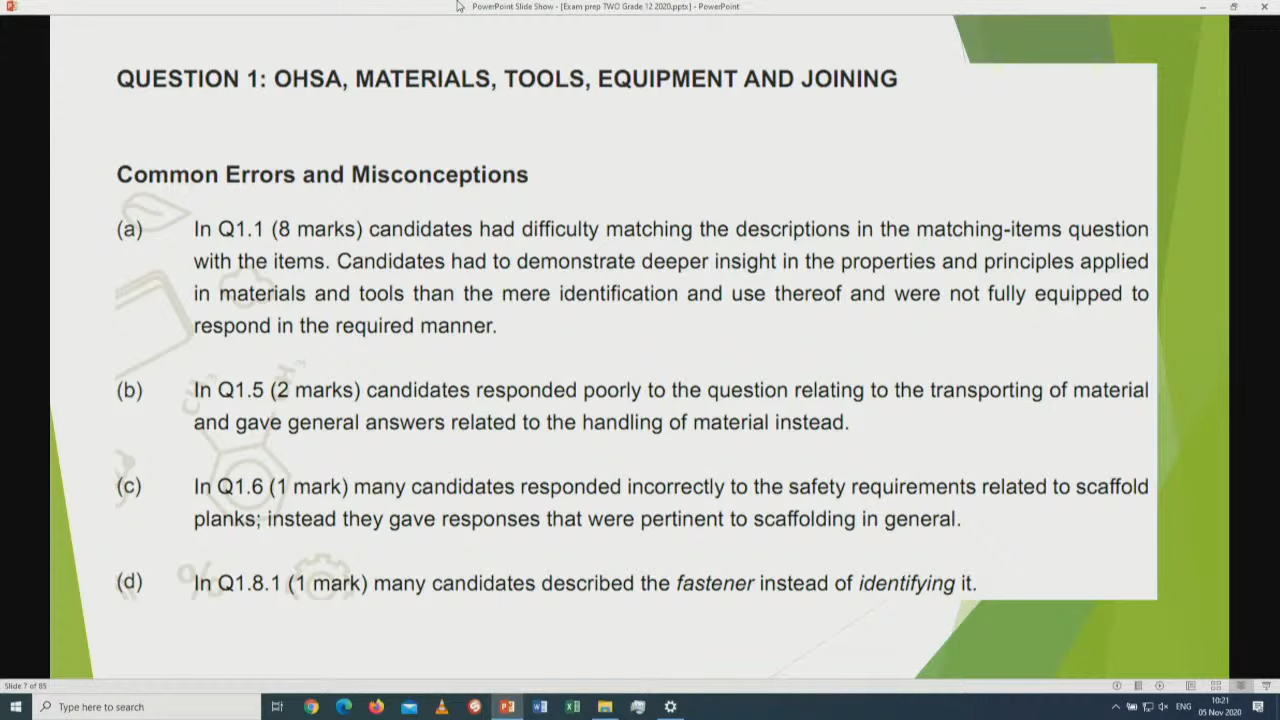 PowerPoint Slide Show - [Exam prep TWO Grade 12 2020.pptx] - PowerPoint
QUESTION 1: OHSA, MATERIALS, TOOLS, EQUIPMENT AND JOINING
Common Errors and Misconceptions
(a) In Q1.1 (8 marks) candidates had difficulty matching the descriptions in the matching-items question
with the items. Candidates had to demonstrate deeper insight in the properties and principles applied
in materials and tools than the mere identification and use thereof and were not fully equipped to
respond in the required manner.
(b) In Q1.5 (2 marks) candidates responded poorly to the question relating to the transporting of material
and gave general answers related to the handling of material instead.
(c) In Q1.6 (1 mark) many candidates responded incorrectly to the safety requirements related to scaffold
planks; instead they gave responses that were pertinent to scaffolding in general.
(d) In Q1.8.1 (1 mark) many candidates described the fastener instead of identifying it.
CH₃
H₃
%
Slide 7 of 85
Type here to search
ENG
10:21
05 Nov 2020